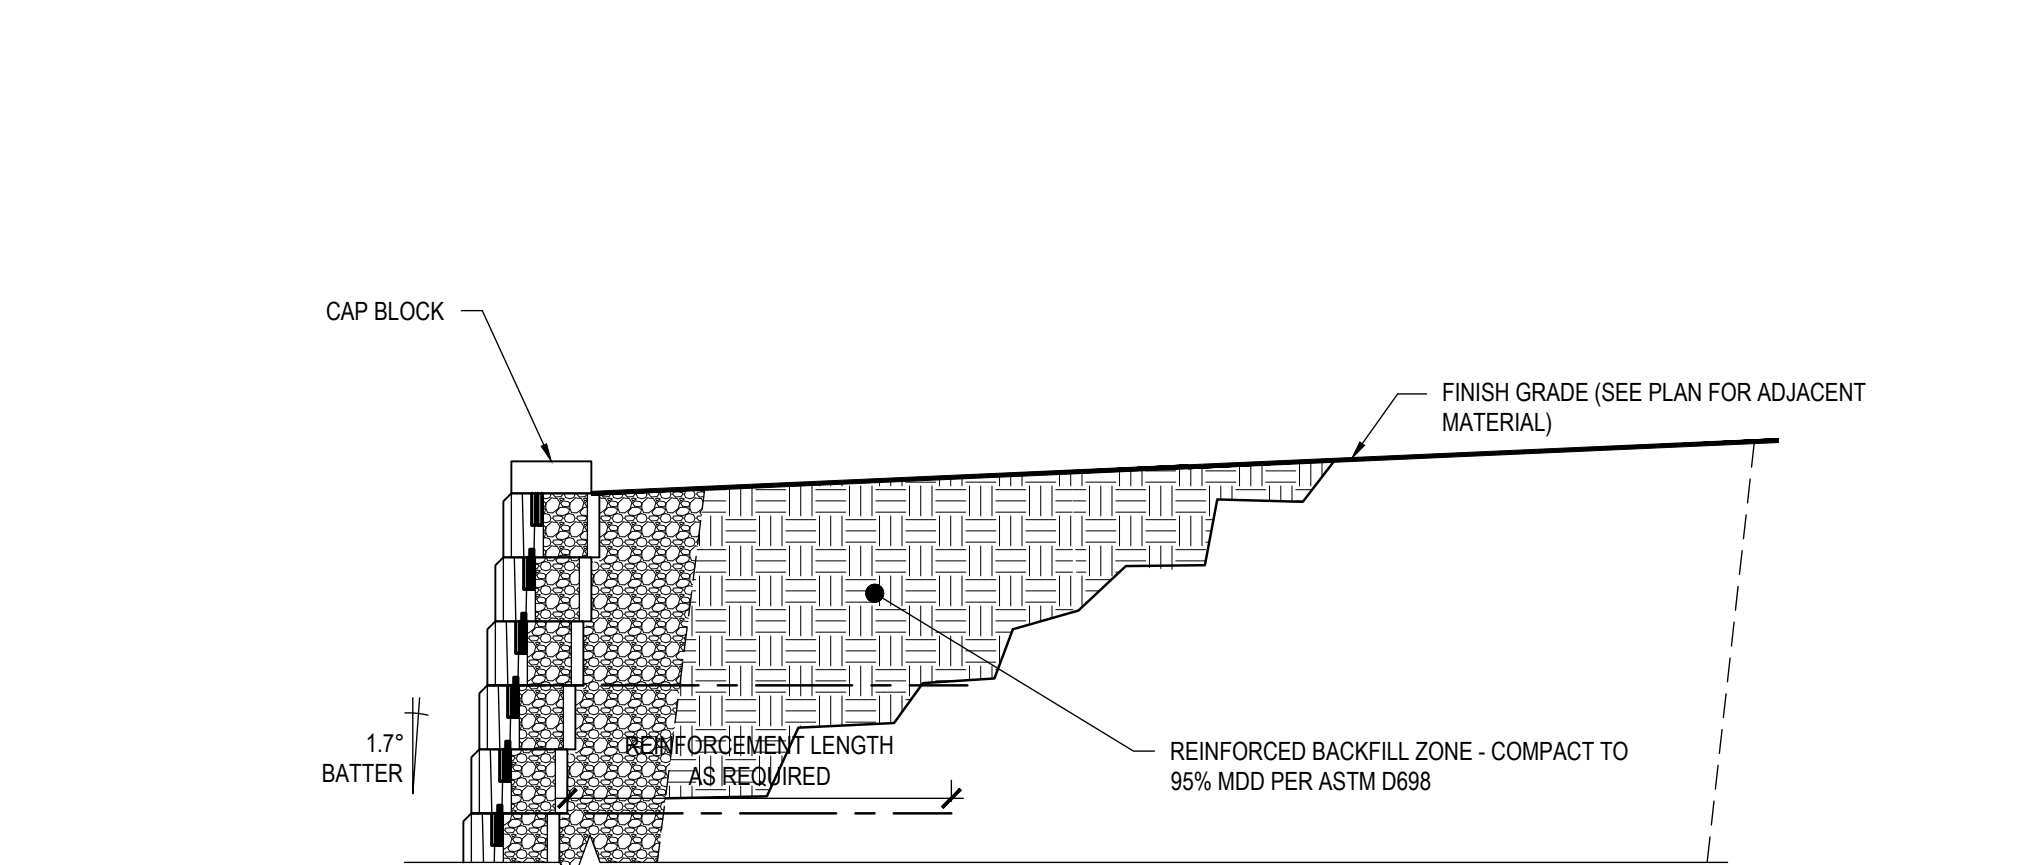 CAP BLOCK
FINISH GRADE (SEE PLAN FOR ADJACENT
MATERIAL)
1.7°
BATTER
REINFORCEMENT LENGTH
AS REQUIRED
REINFORCED BACKFILL ZONE - COMPACT TO
95% MDD PER ASTM D698